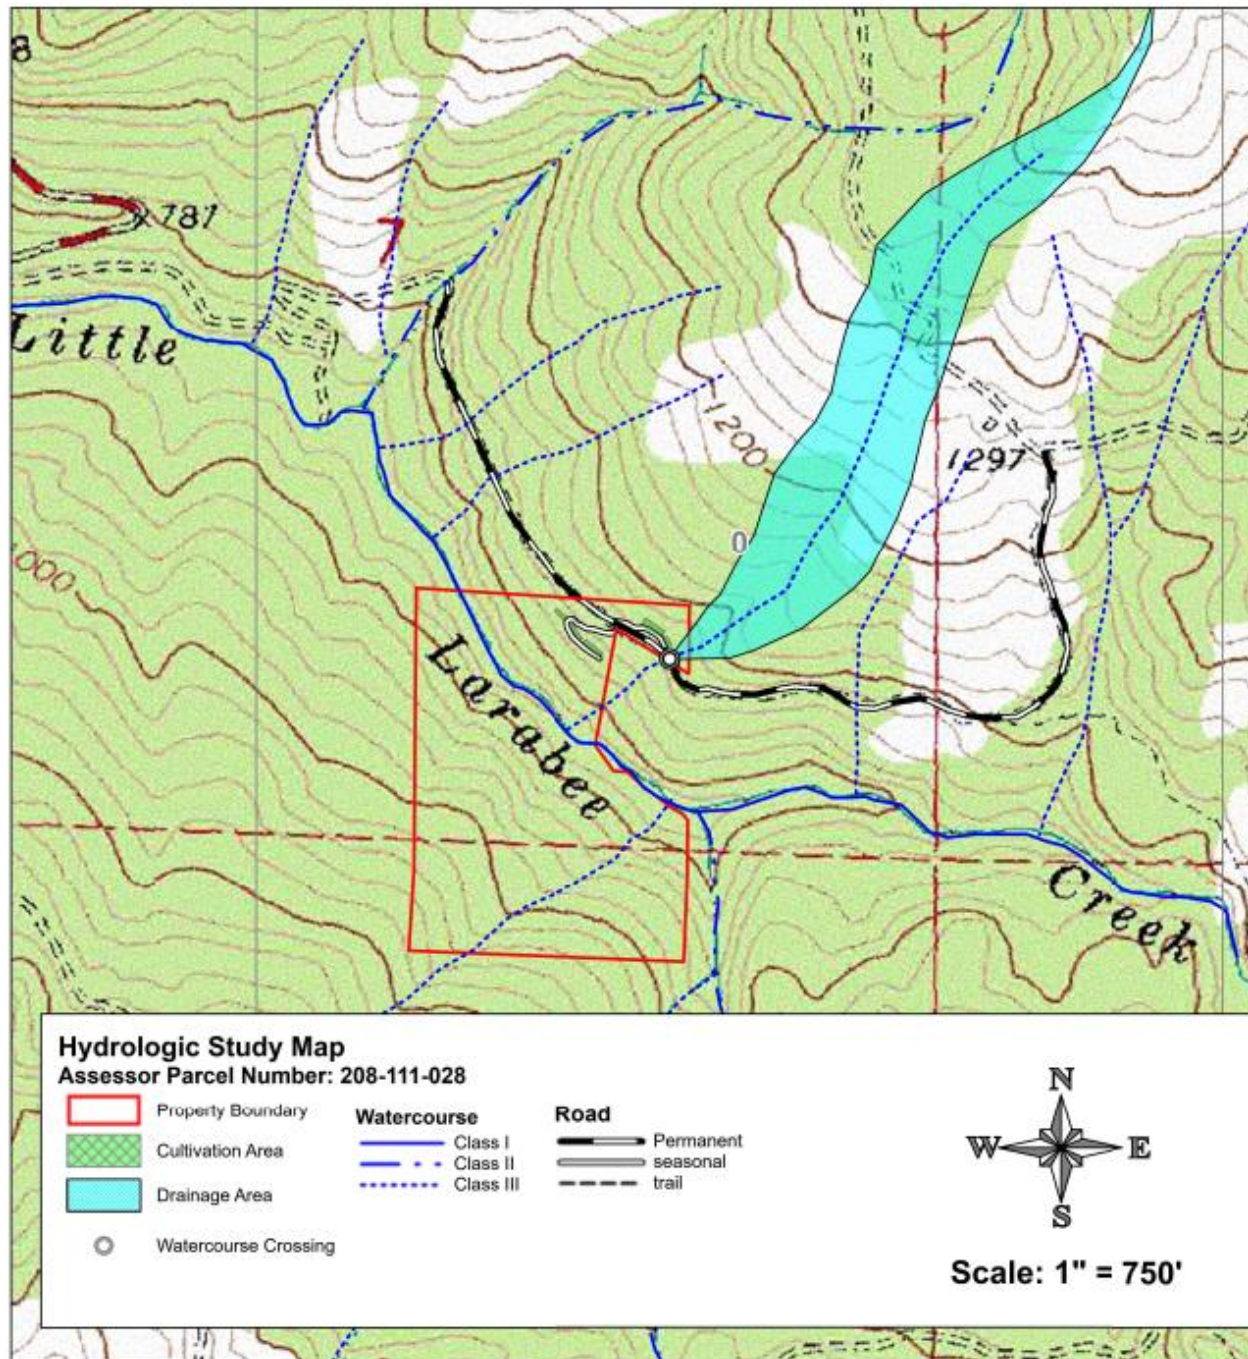 8
787
7
Little
1200
1297
0
000
Larabee
Creek
Hydrologic Study Map
Assessor Parcel Number: 208-111-028
Property Boundary
Cultivation Area
Drainage Area
Watercourse Crossing
Watercourse
Class I
Class II
Class III
Road
Permanent
seasonal
trail
N
W
E
S
Scale: 1" = 750'